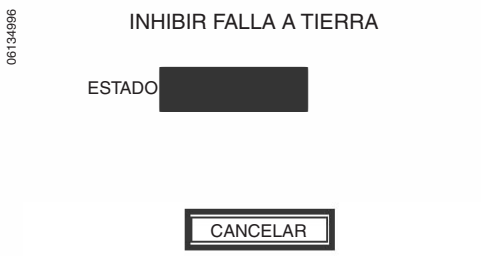 06134996
INHIBIR FALLA A TIERRA
ESTADO
CANCELAR